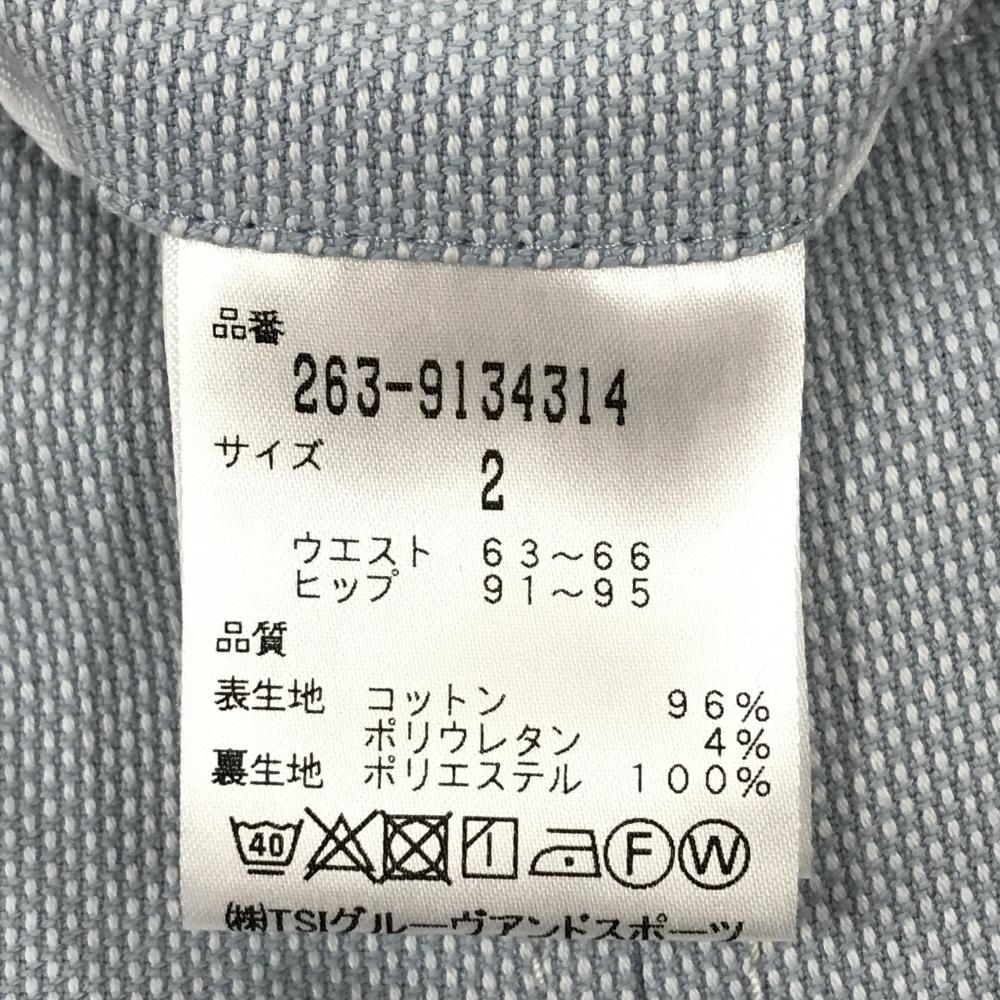 品番
263-9134314
サイズ
2
ウエスト 63～66
ヒップ 91～95
品質
表生地 コットン 96%
ポリウレタン 4%
裏生地 ポリエステル 100%
40 F W
㈱TSIグルーヴアンドスポーツ